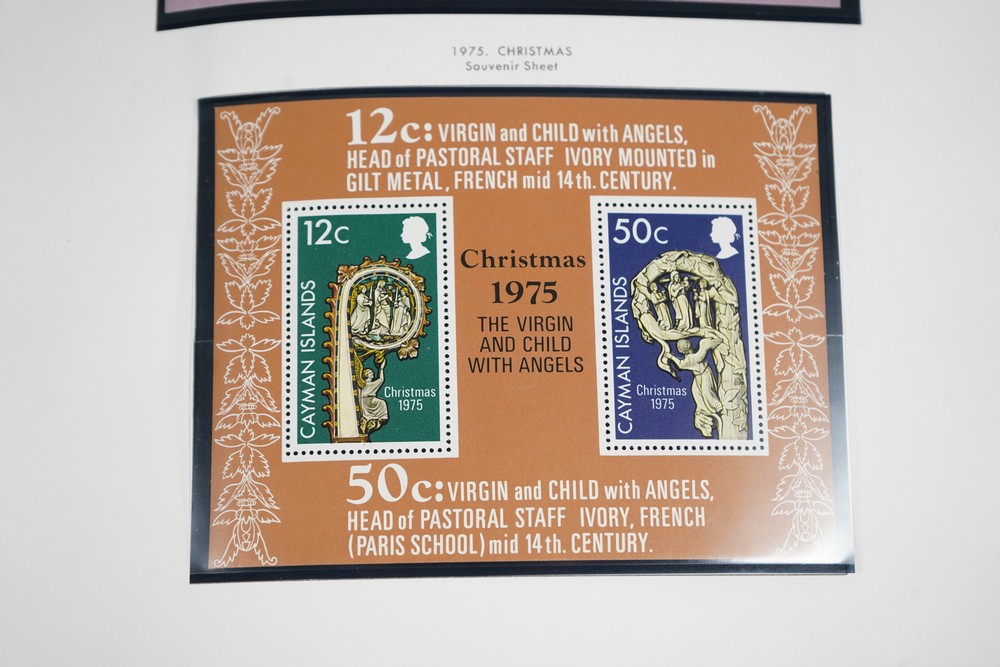 1975. CHRISTMAS
Souvenir Sheet
12c: VIRGIN and CHILD with ANGELS,
HEAD of PASTORAL STAFF IVORY MOUNTED in
GILT METAL, FRENCH mid 14th. CENTURY.
12c
CAYMAN ISLANDS
Christmas
1975
Christmas
1975
THE VIRGIN
AND CHILD
WITH ANGELS
50c
CAYMAN ISLANDS
Christmas
1975
50c: VIRGIN and CHILD with ANGELS,
HEAD of PASTORAL STAFF IVORY, FRENCH
(PARIS SCHOOL) mid 14th. CENTURY.